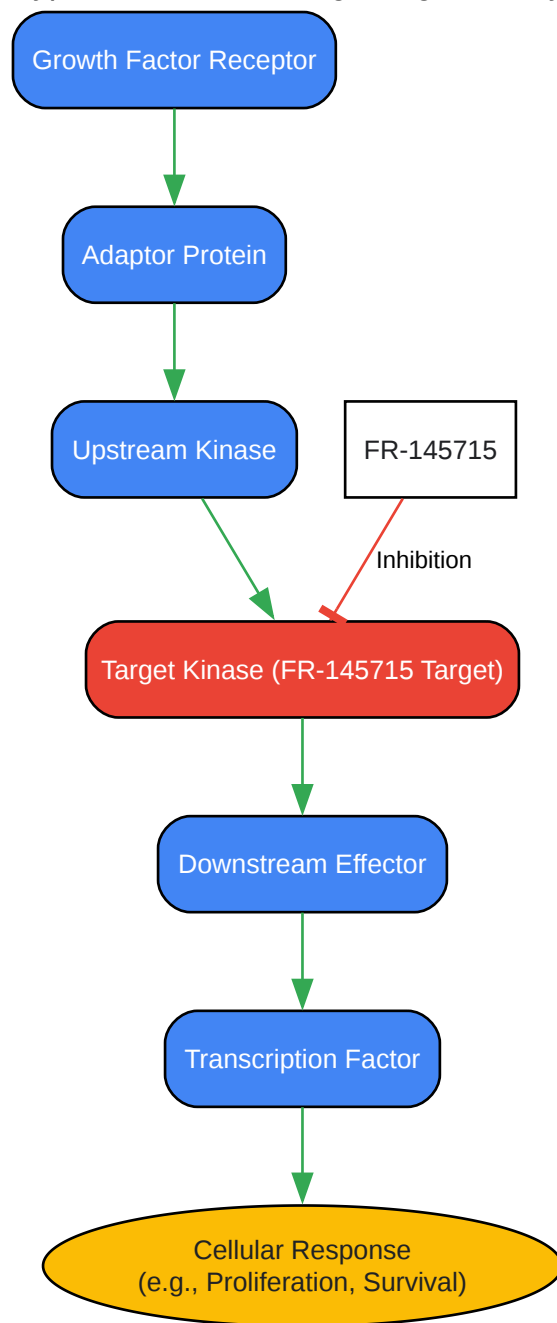 Growth Factor Receptor
Adaptor Protein
Upstream Kinase
FR-145715
Inhibition
Target Kinase (FR-145715 Target)
Downstream Effector
Transcription Factor
Cellular Response
(e.g., Proliferation, Survival)